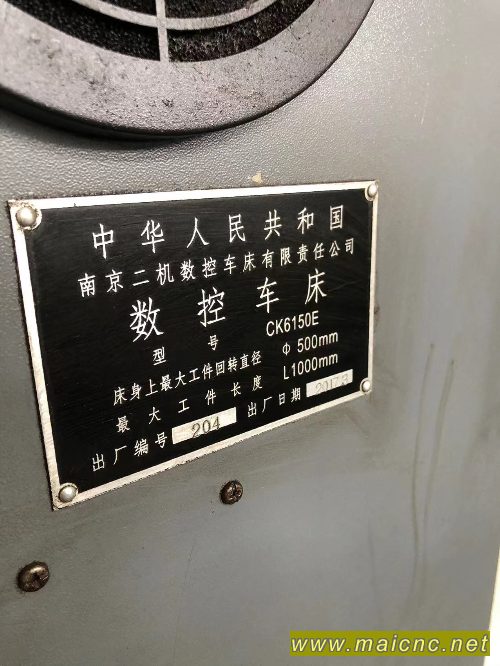 中华人民共和国
南京二机数控车床有限责任公司
数控车床
型号 CK6150E
床身上最大工件回转直径 Φ 500mm
最大工件长度 L1000mm
出厂编号 204 出厂日期 2017.3
www.maicnc.net